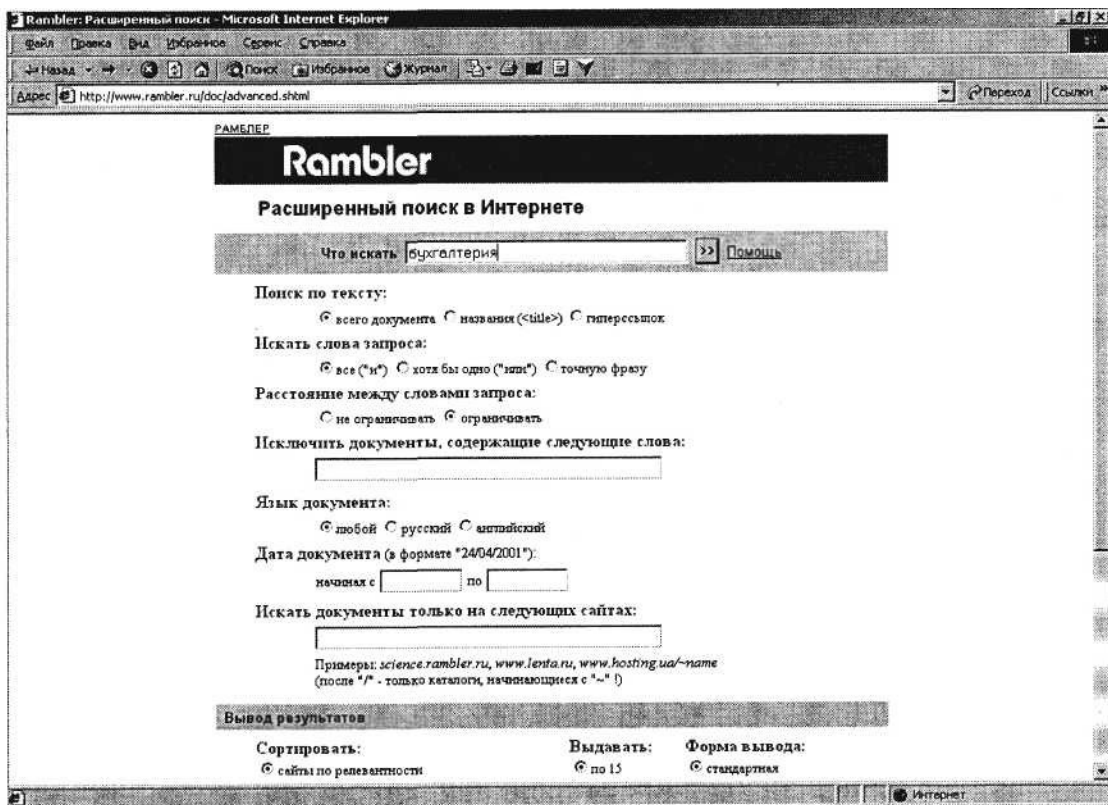 Rambler: Расширенный поиск - Microsoft Internet Explorer
Файл Правка Вид Избранное Сервис Справка
Назад Поиск Избранное Журнал
Адрес http://www.rambler.ru/doc/advanced.shtml Переход Ссылки »
РАМБЛЕР
Rambler
Расширенный поиск в Интернете
Что искать бухгалтерия >> Помощь
Поиск по тексту:
всего документа названия (<title>) гиперссылок
Искать слова запроса:
все ("и") хотя бы одно ("или") точную фразу
Расстояние между словами запроса:
не ограничивать ограничивать
Исключить документы, содержащие следующие слова:
Язык документа:
любой русский английский
Дата документа (в формате "24/04/2001"):
начиная с по
Искать документы только на следующих сайтах:
Примеры: science.rambler.ru, www.lenta.ru, www.hosting.ua/~name
(после "/" - только каталоги, начинающиеся с "~" !)
Вывод результатов
Сортировать: Выдавать: Форма вывода:
сайты по релевантности по 15 стандартная
Интернет